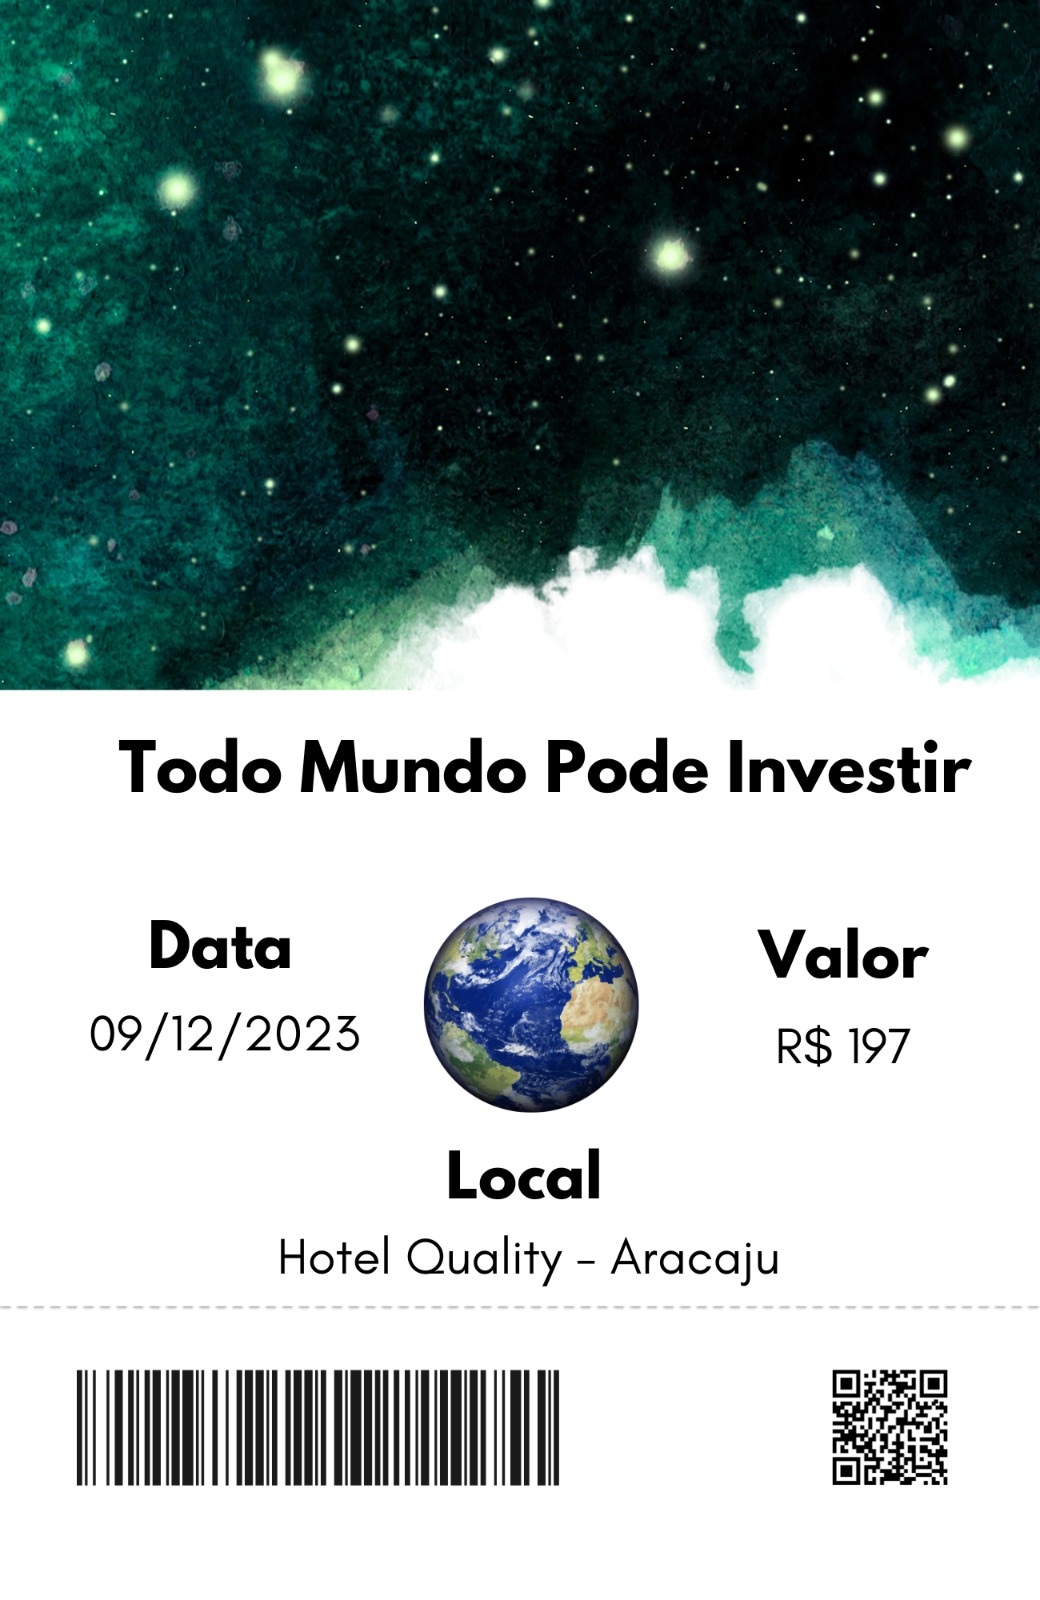 Todo Mundo Pode Investir
Data
09/12/2023
Valor
R$ 197
Local
Hotel Quality - Aracaju